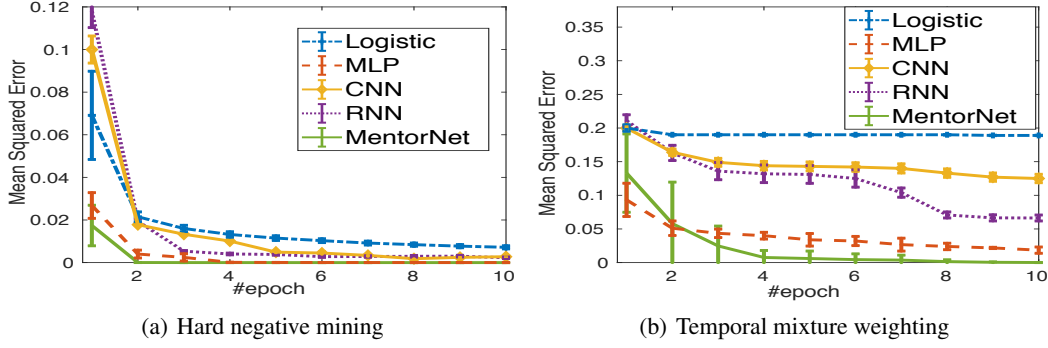 0.12
0.1
0.08
0.06
0.04
0.02
0
Mean Squared Error
Logistic
MLP
CNN
RNN
MentorNet
2
4
6
8
10
#epoch
(a) Hard negative mining
0.35
0.3
0.25
0.2
0.15
0.1
0.05
0
Mean Squared Error
Logistic
MLP
CNN
RNN
MentorNet
2
4
6
8
10
#epoch
(b) Temporal mixture weighting